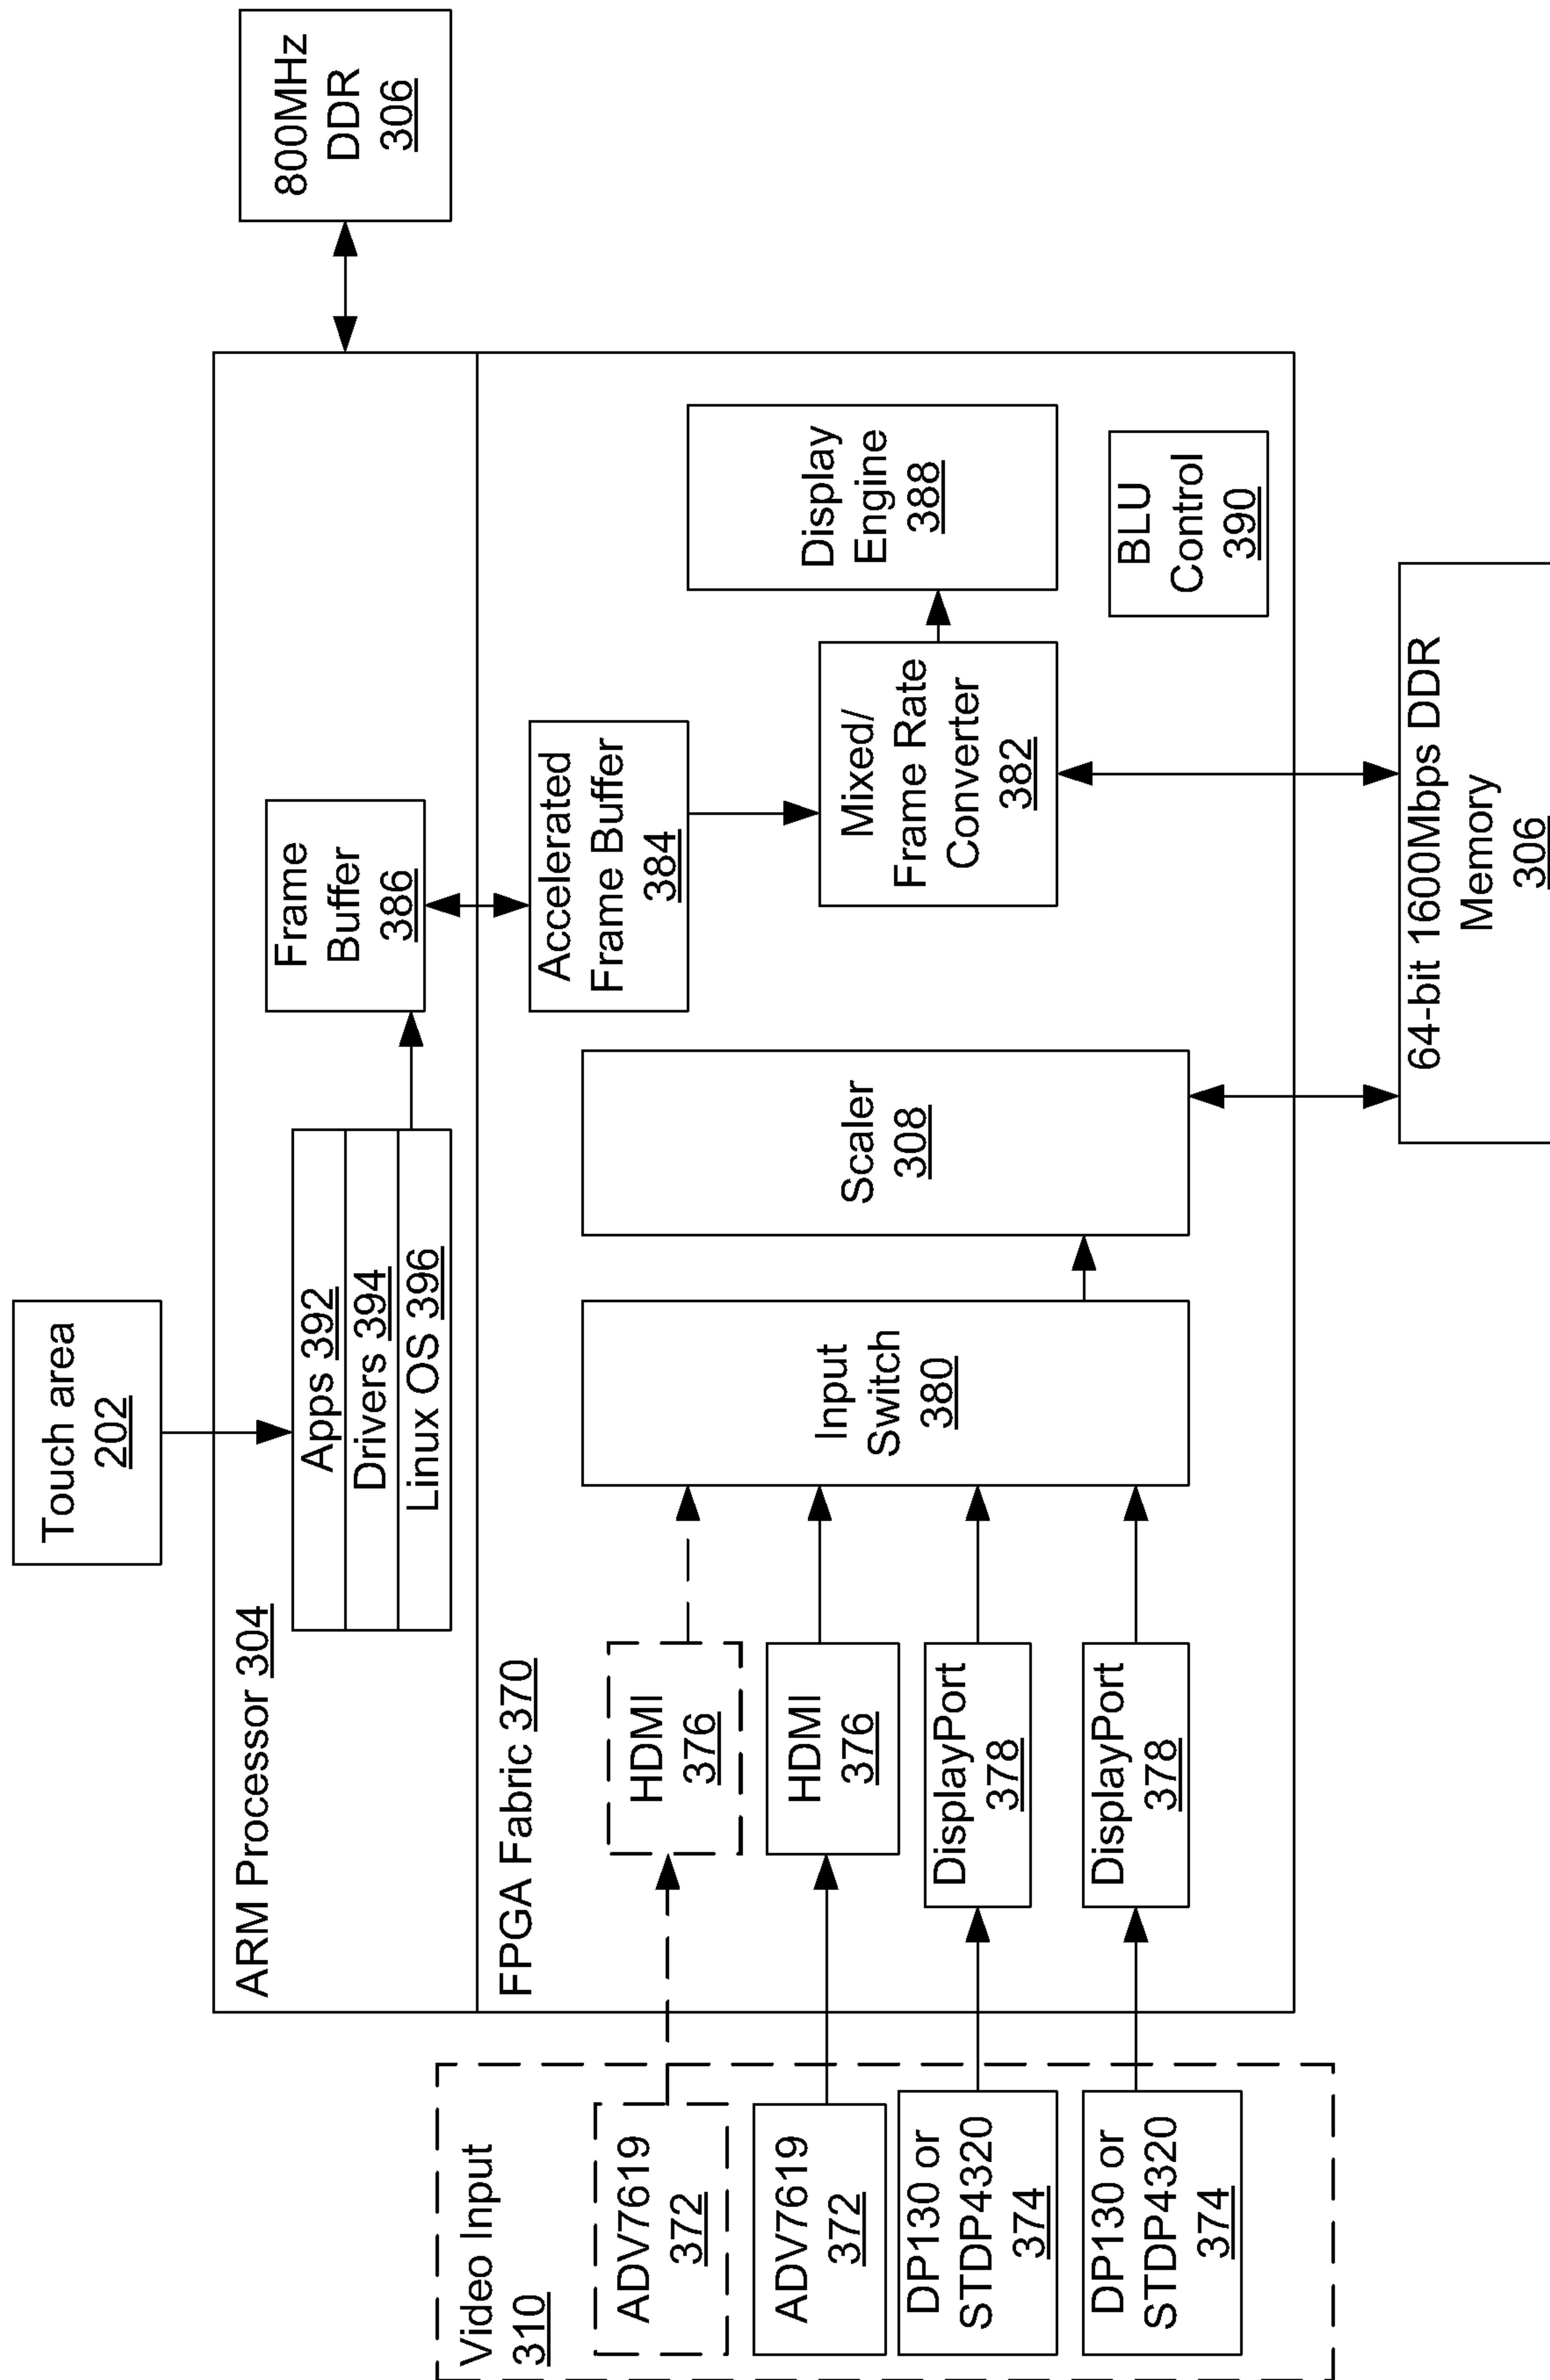 Touch area
202
800MHz
DDR
306
ARM Processor 304
Apps 392
Drivers 394
Linux OS 396
Frame
Buffer
386
FPGA Fabric 370
Video Input
310
ADV7619
372
ADV7619
372
DP130 or
STDP4320
374
DP130 or
STDP4320
374
HDMI
376
HDMI
376
DisplayPort
378
DisplayPort
378
Input
Switch
380
Scaler
308
Accelerated
Frame Buffer
384
Mixed/
Frame Rate
Converter
382
Display
Engine
388
BLU
Control
390
64-bit 1600Mbps DDR
Memory
306